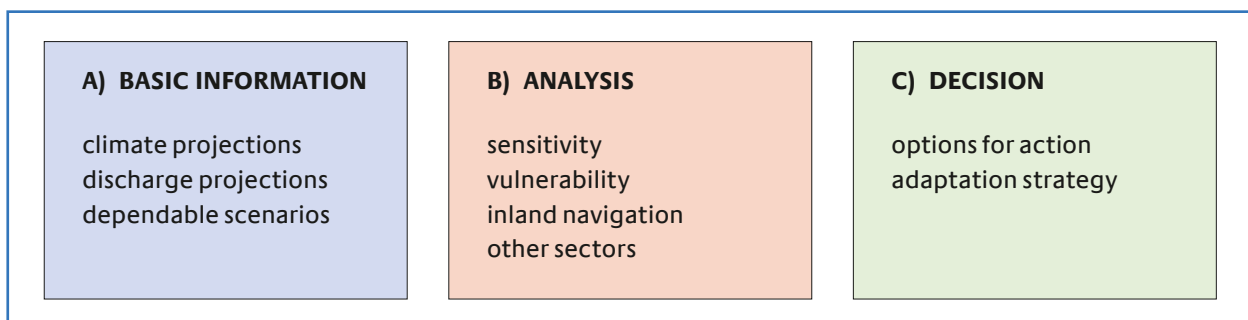 A) BASIC INFORMATION
climate projections
discharge projections
dependable scenarios
B) ANALYSIS
sensitivity
vulnerability
inland navigation
other sectors
C) DECISION
options for action
adaptation strategy